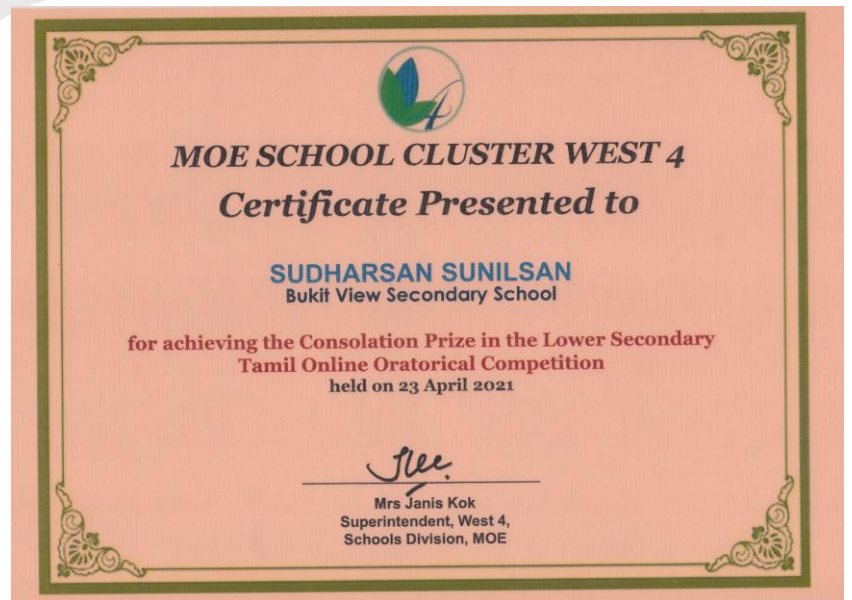 MOE SCHOOL CLUSTER WEST 4
Certificate Presented to
SUDHARSAN SUNILSAN
Bukit View Secondary School
for achieving the Consolation Prize in the Lower Secondary
Tamil Online Oratorical Competition
held on 23 April 2021
Mrs Janis Kok
Superintendent, West 4,
Schools Division, MOE